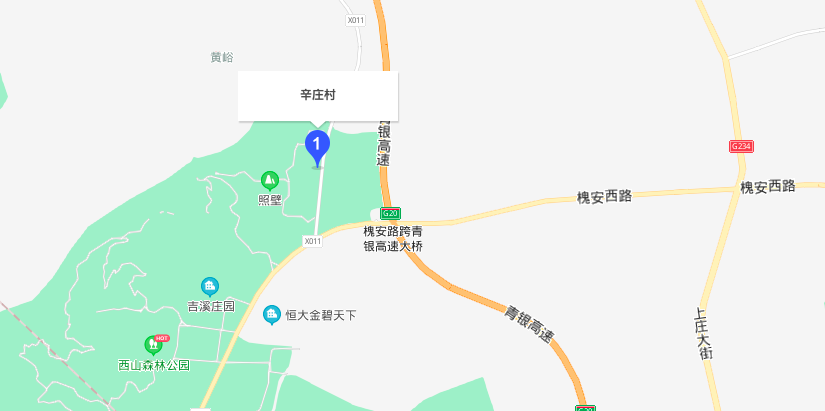 X011
黄峪
辛庄村
青银高速
1
G234
照壁
槐安西路
槐安西路
G20
X011
槐安路跨青
银高速大桥
吉溪庄园
恒大金碧天下
青银高速
上庄大街
HOT
西山森林公园